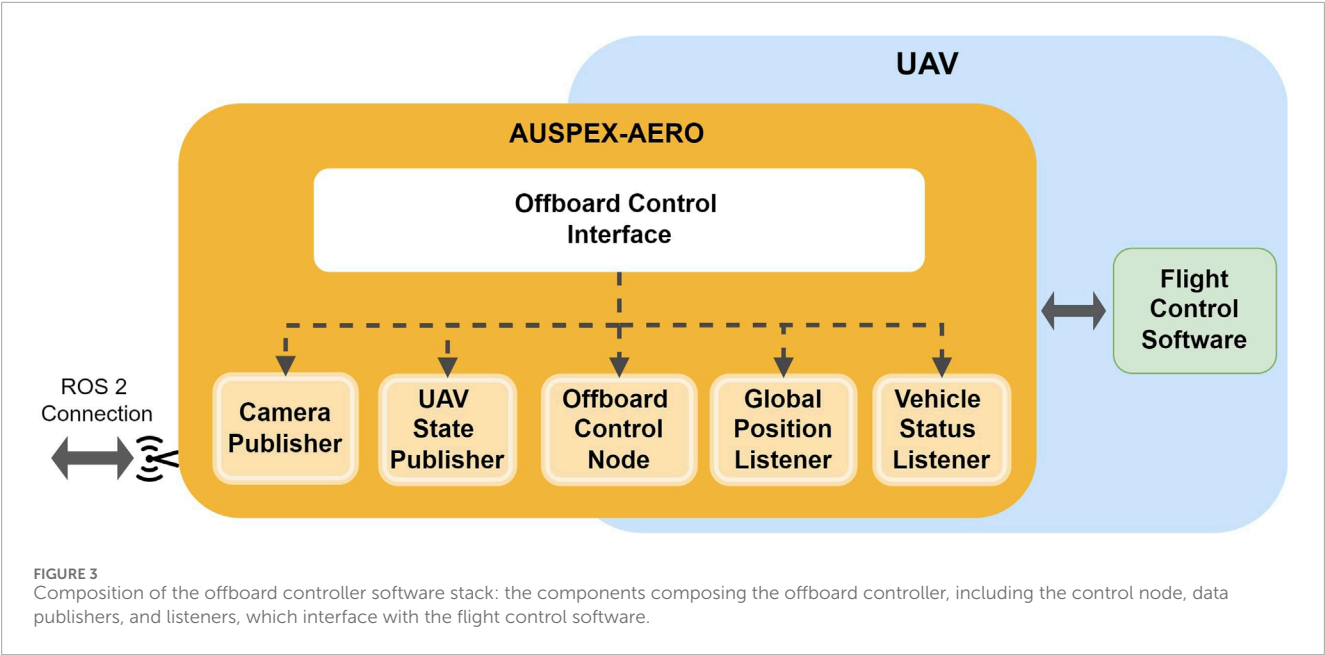 UAV
AUSPEX-AERO
Offboard Control
Interface
Flight
Control
Software
ROS 2
Connection
Camera
Publisher
UAV
State
Publisher
Offboard
Control
Node
Global
Position
Listener
Vehicle
Status
Listener
FIGURE 3
Composition of the offboard controller software stack: the components composing the offboard controller, including the control node, data
publishers, and listeners, which interface with the flight control software.